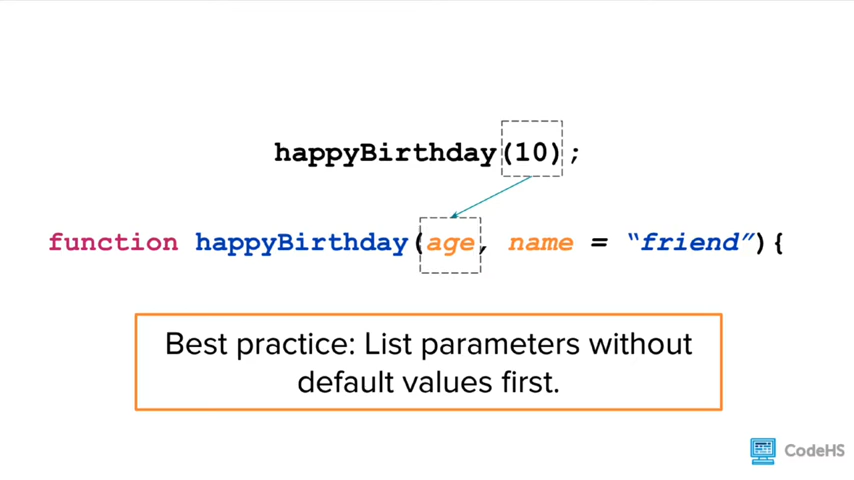 happyBirthday(10);
function happyBirthday(age, name = “friend”){
Best practice: List parameters without
default values first.
CodeHS